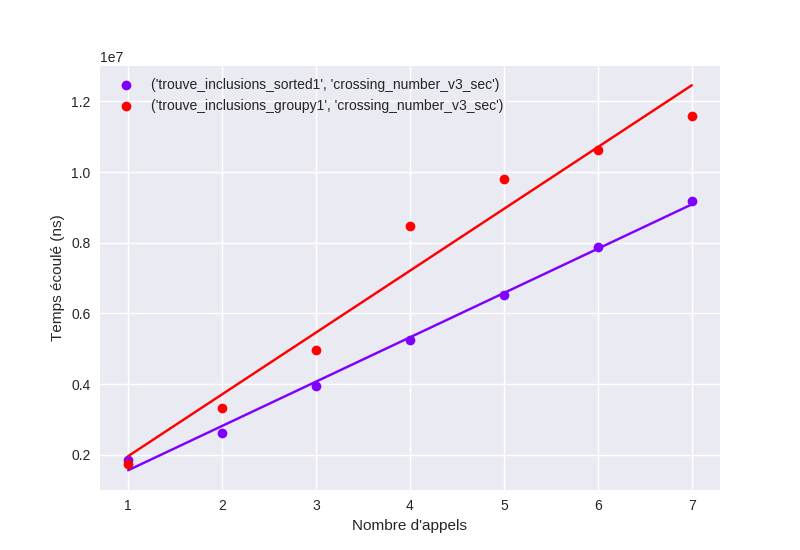 1e7
('trouve_inclusions_sorted1', 'crossing_number_v3_sec')
('trouve_inclusions_groupy1', 'crossing_number_v3_sec')
1.2
1.0
0.8
0.6
0.4
0.2
Temps écoulé (ns)
1 2 3 4 5 6 7
Nombre d'appels